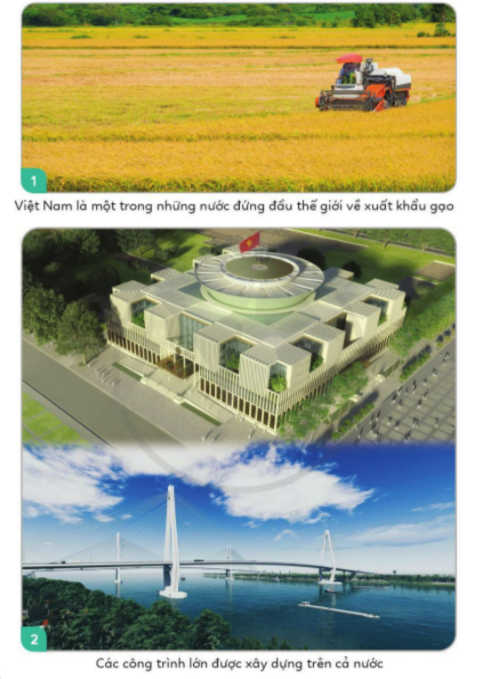 1
Việt Nam là một trong những nước đứng đầu thế giới về xuất khẩu gạo
2
Các công trình lớn được xây dựng trên cả nước